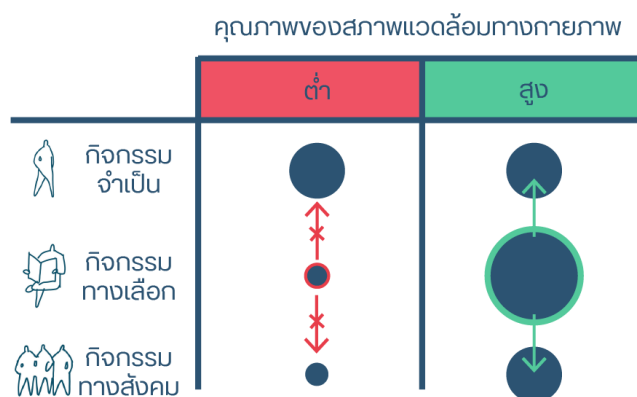 คุณภาพของสภาพแวดล้อมทางกายภาพ
ต่ำ
สูง
กิจกรรม
จำเป็น
กิจกรรม
ทางเลือก
กิจกรรม
ทางสังคม